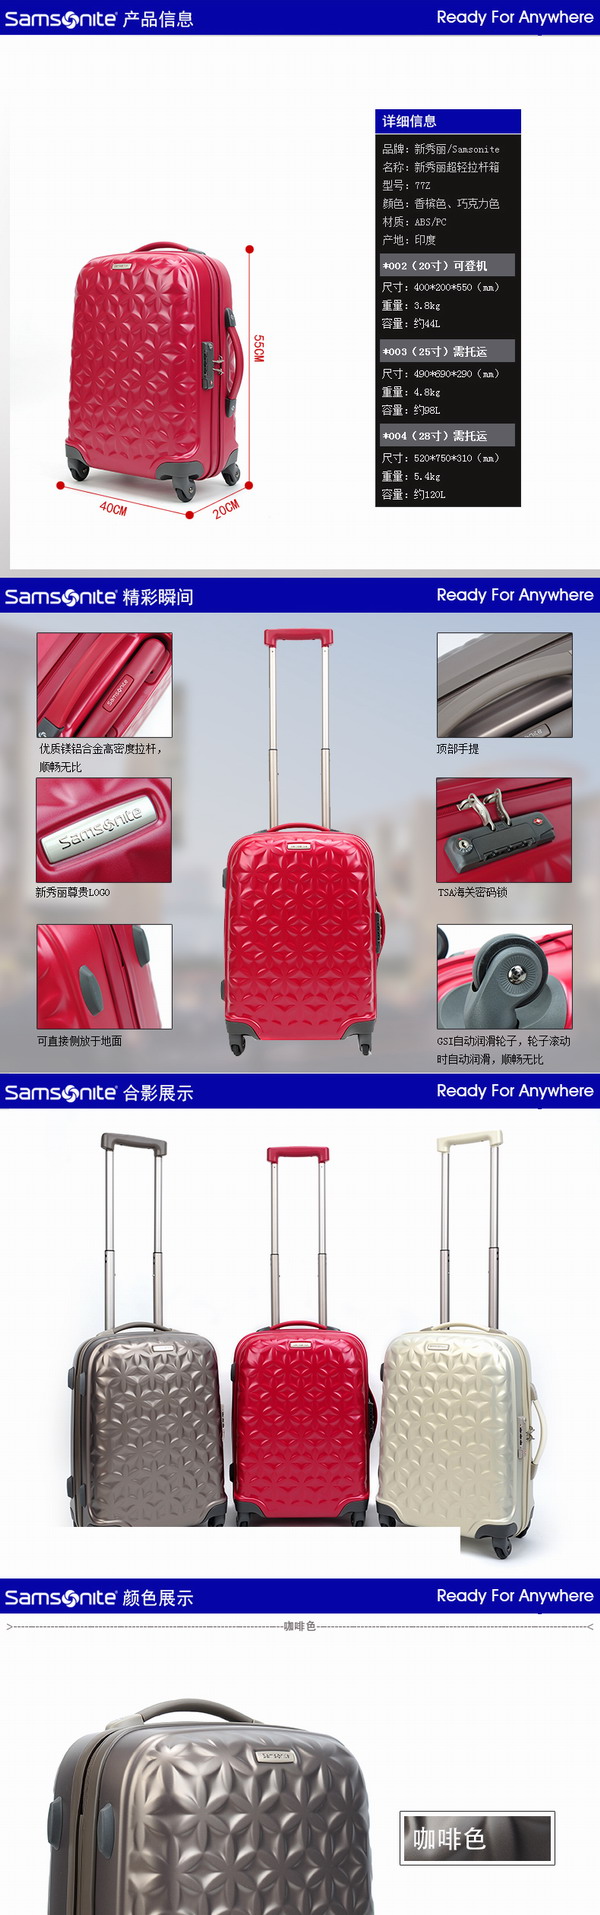 Samsonite 产品信息
Ready For Anywhere
详细信息
品牌：新秀丽/Samsonite
名称：新秀丽超轻拉杆箱
型号：77Z
颜色：香槟色、巧克力色
材质：ABS/PC
产地：印度
*002（20寸）可登机
尺寸：400*200*550（mm）
重量：3.8kg
容量：约44L
*003（25寸）需托运
尺寸：490*690*290（mm）
重量：4.8kg
容量：约98L
*004（28寸）需托运
尺寸：520*750*310（mm）
重量：5.4kg
容量：约120L
55CM
40CM
20CM
Samsonite 精彩瞬间
Ready For Anywhere
Samsonite
优质镁铝合金高密度拉杆，
顺畅无比
顶部手提
Samsonite
新秀丽尊贵LOGO
TSA海关密码锁
可直接侧放于地面
GSI自动润滑轮子，轮子滚动
时自动润滑，顺畅无比
Samsonite 合影展示
Ready For Anywhere
Samsonite 颜色展示
Ready For Anywhere
咖啡色
Samsonite
咖啡色